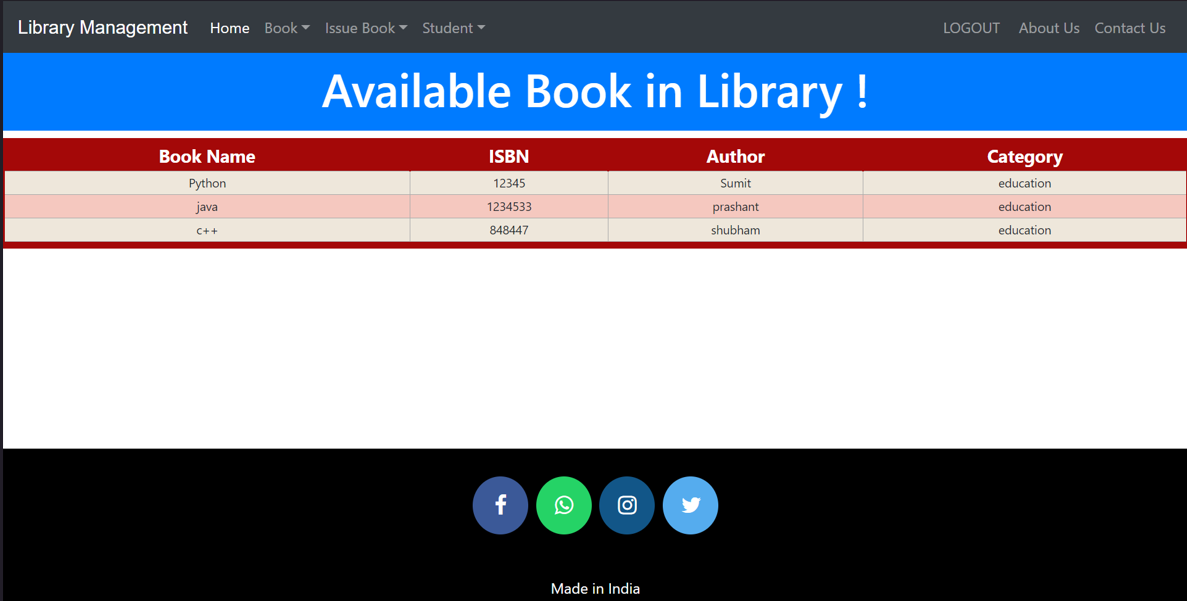 Library Management Home Book Issue Book Student LOGOUT About Us Contact Us
Available Book in Library !
Book Name ISBN Author Category
Python 12345 Sumit education
java 1234533 prashant education
c++ 848447 shubham education
Made in India